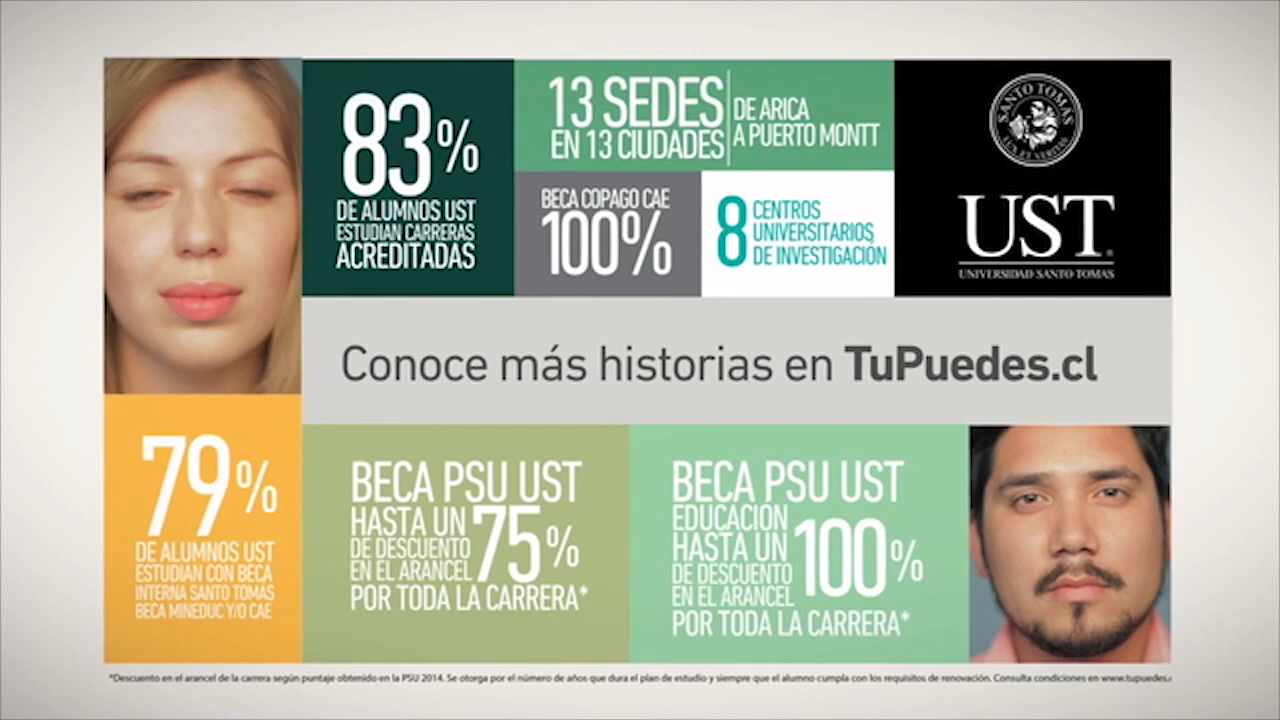 83%
DE ALUMNOS UST
ESTUDIAN CARRERAS
ACREDITADAS
13 SEDES
EN 13 CIUDADES
DE ARICA
A PUERTO MONTT
BECA COPAGO CAE
100%
8
CENTROS
UNIVERSITARIOS
DE INVESTIGACIÓN
SANTO TOMAS
LUX ET VERITAS
UST®
UNIVERSIDAD SANTO TOMAS
Conoce más historias en TuPuedes.cl
79%
DE ALUMNOS UST
ESTUDIAN CON BECA
INTERNA SANTO TOMAS
BECA MINEDUC Y/O CAE
BECA PSU UST
HASTA UN
DE DESCUENTO
EN EL ARANCEL
75%
POR TODA LA CARRERA*
BECA PSU UST
EDUCACIÓN
HASTA UN
DE DESCUENTO
EN EL ARANCEL
100%
POR TODA LA CARRERA*
*Descuento en el arancel de la carrera según puntaje obtenido en la PSU 2014. Se otorga por el número de años que dura el plan de estudio y siempre que el alumno cumpla con los requisitos de renovación. Consulta condiciones en www.tupuedes.